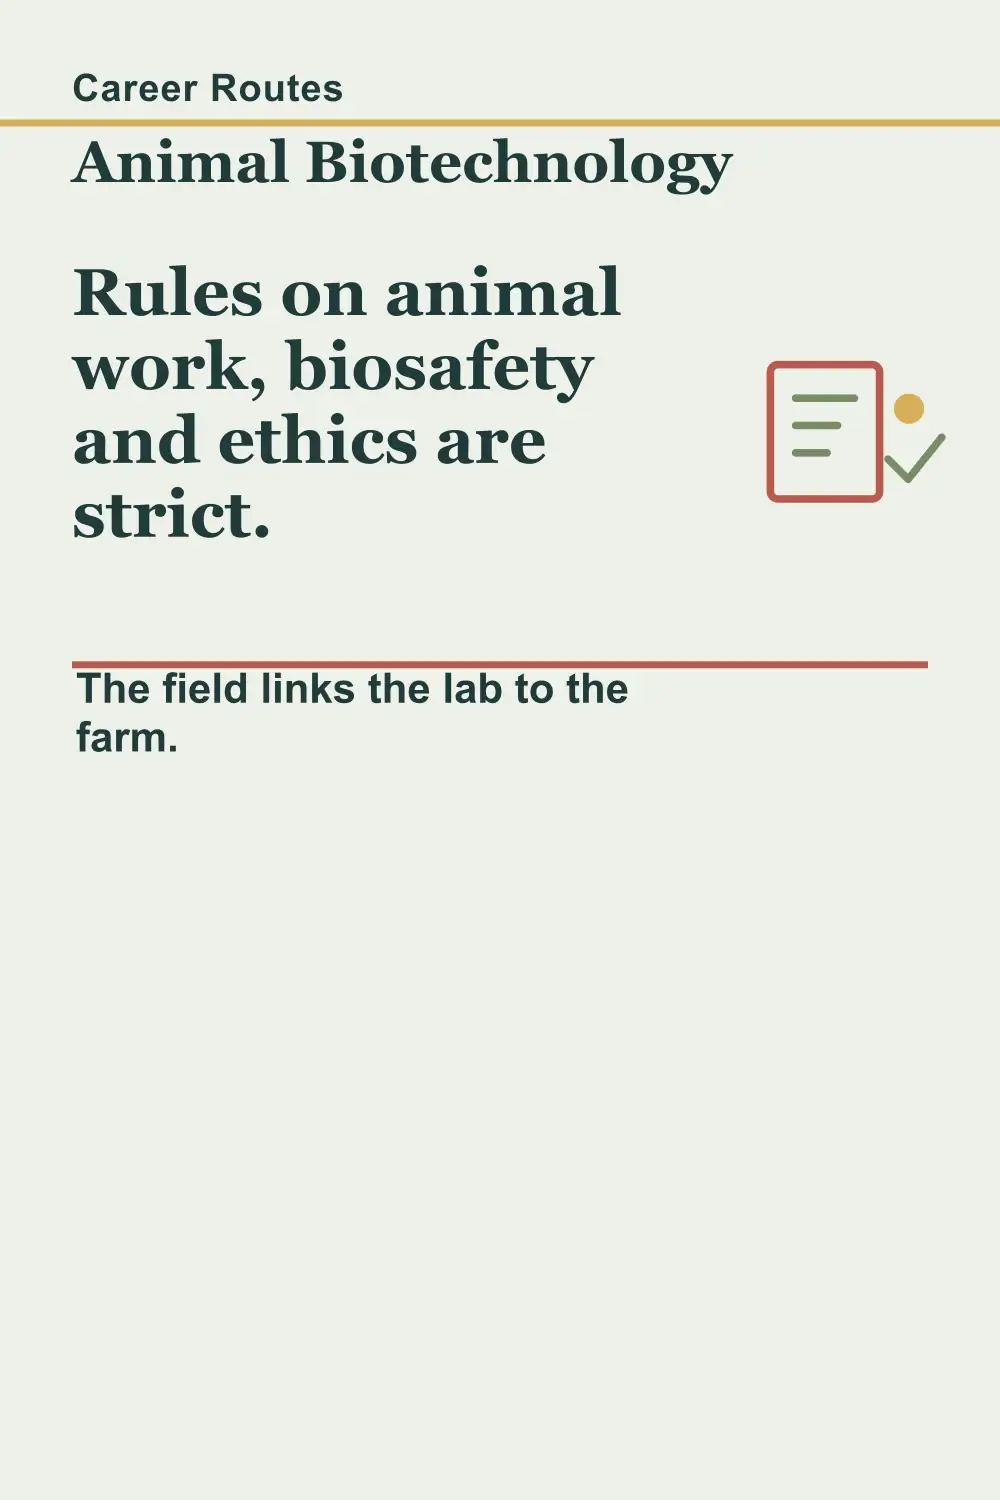 Career Routes
Animal Biotechnology
Rules on animal
work, biosafety
and ethics are
strict.
The field links the lab to the
farm.